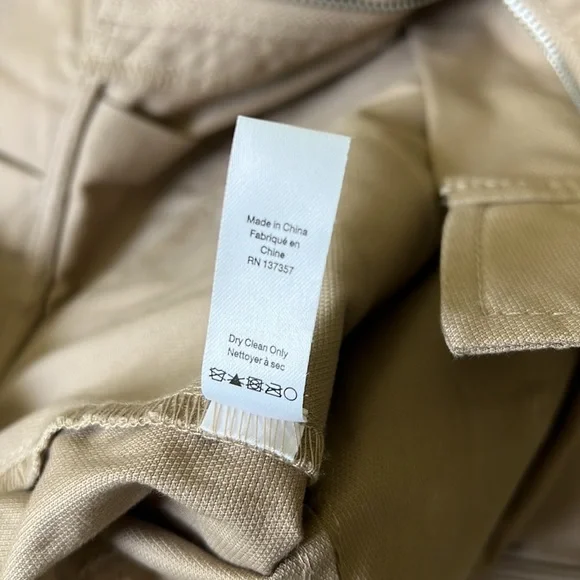 Made in China
Fabriqué en
Chine
RN 137357
Dry Clean Only
Nettoyer à sec